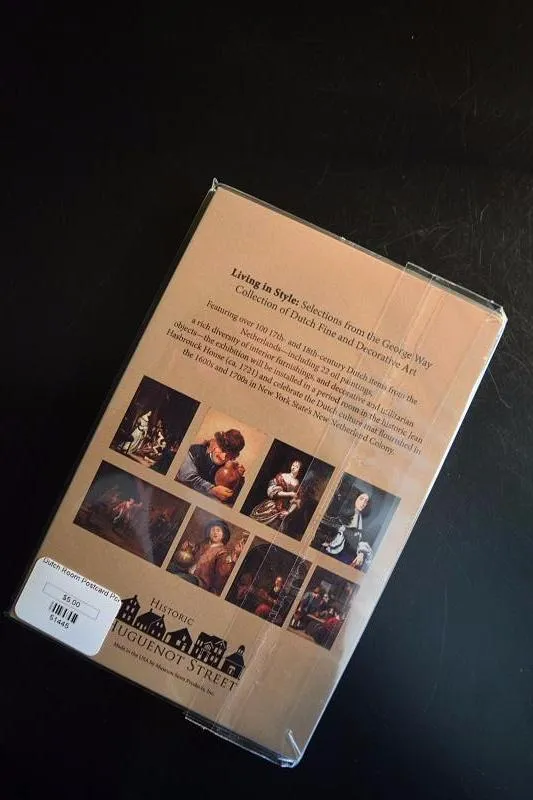 Living in Style: Selections from the George Way
Collection of Dutch Fine and Decorative Art
Featuring over 100 17th- and 18th-century Dutch items from the
Netherlands—including 22 oil paintings,
a rich diversity of interior furnishings, and decorative and utilitarian
objects—the exhibition will be installed in a period room in the historic Jean
Hasbrouck House (ca. 1721) and celebrate the Dutch culture that flourished in
the 1600s and 1700s in New York State's New Netherland Colony.
Dutch Room Postcard
$5.00
51446
HISTORIC
HUGUENOT STREET
Made in the USA by Museum Store Products, Inc.